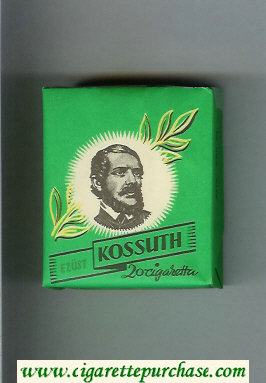 EZÜST KOSSUTH
20 cigaretta
www.cigarettepurchase.com